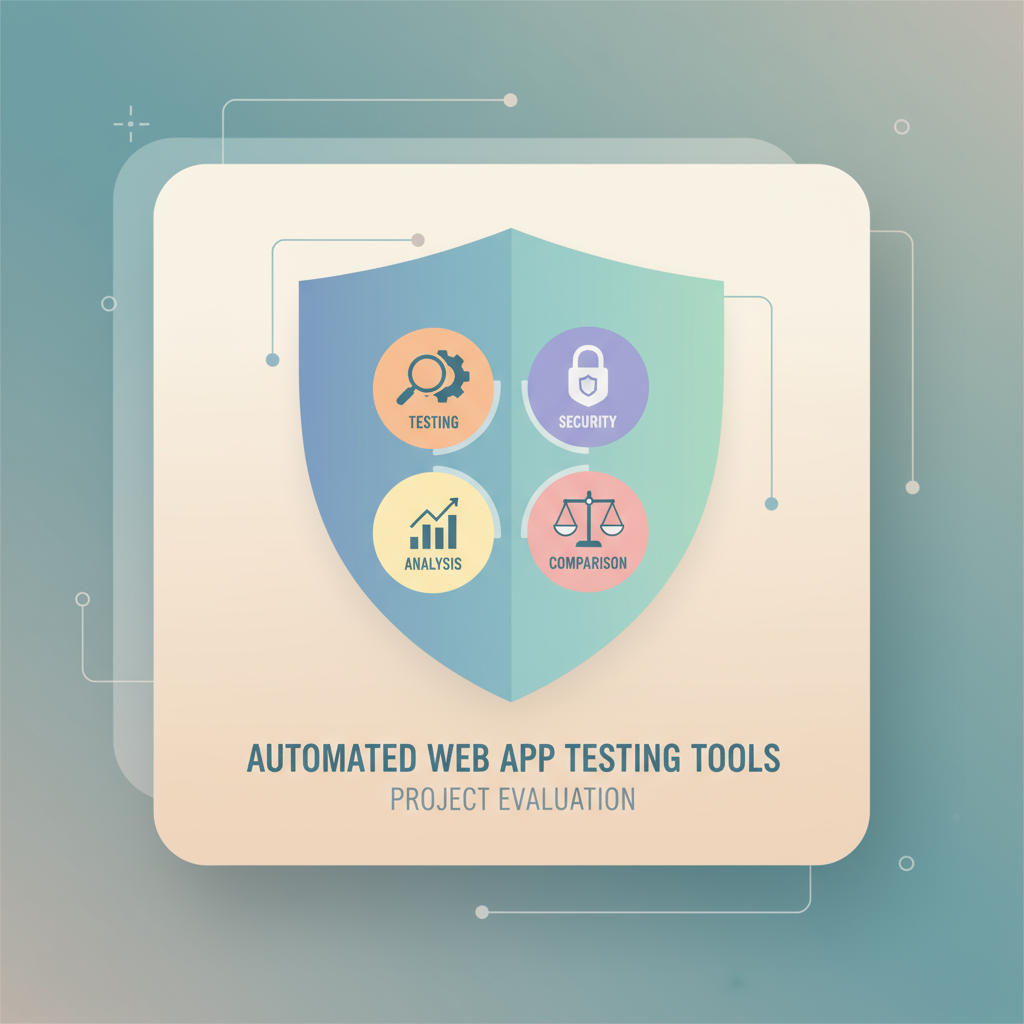 TESTING
SECURITY
ANALYSIS
COMPARISON
AUTOMATED WEB APP TESTING TOOLS
PROJECT EVALUATION